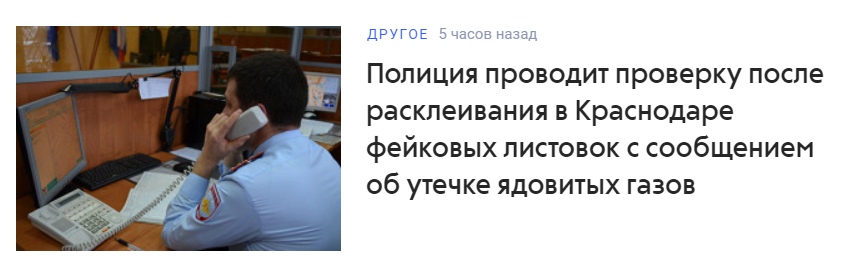 ДРУГОЕ 5 часов назад
Полиция проводит проверку после
расклеивания в Краснодаре
фейковых листовок с сообщением
об утечке ядовитых газов